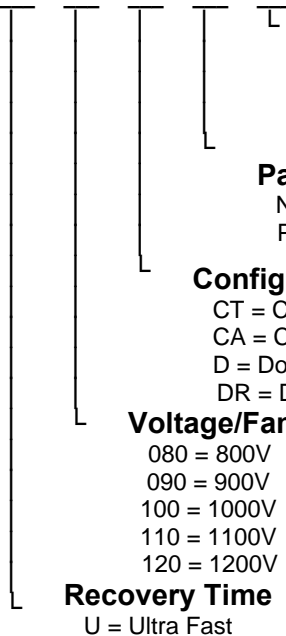 Pa
N
P
Config
CT = C
CA = C
D = Do
DR = D
Voltage/Fam
080 = 800V
090 = 900V
100 = 1000V
110 = 1100V
120 = 1200V
Recovery Time
U = Ultra Fast